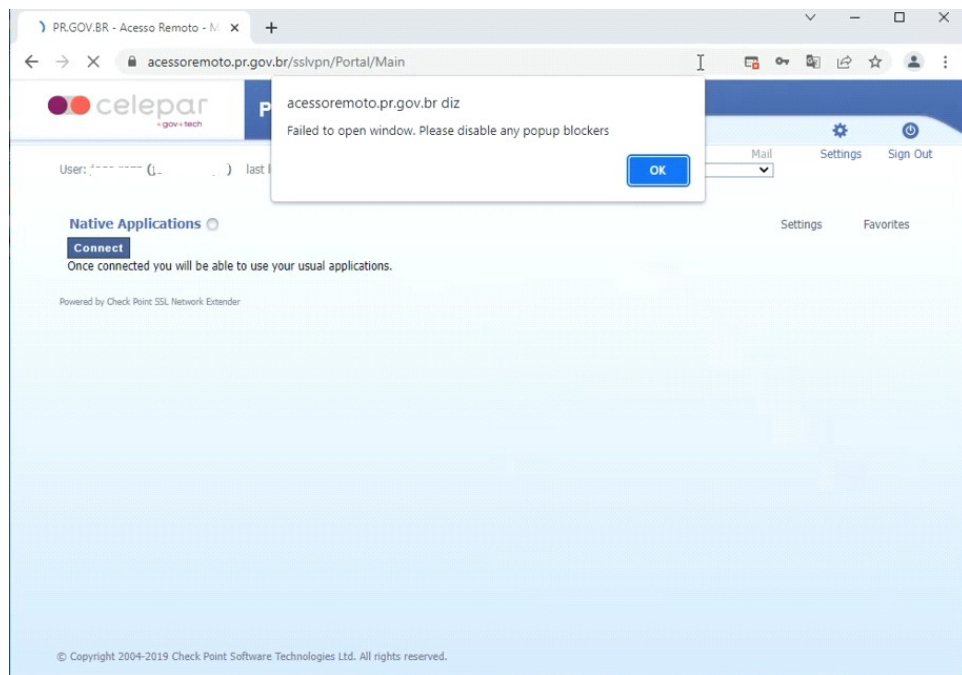 PR.GOV.BR - Acesso Remoto - M
acessoremoto.pr.gov.br/sslvpn/Portal/Main
celepar
gov tech
P
acessoremoto.pr.gov.br diz
Failed to open window. Please disable any popup blockers
OK
Mail
Settings
Sign Out
User:
last l
Native Applications
Settings
Favorites
Connect
Once connected you will be able to use your usual applications.
Powered by Check Point SSL Network Extender
© Copyright 2004-2019 Check Point Software Technologies Ltd. All rights reserved.